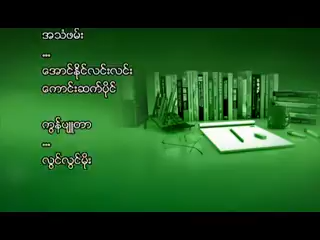 အသံဖမ်း
...
အောင်နိုင်လင်းလင်း
ကောင်းဆက်ပိုင်
ကွန်ပျူတာ
...
လွင်လွင်မိုး